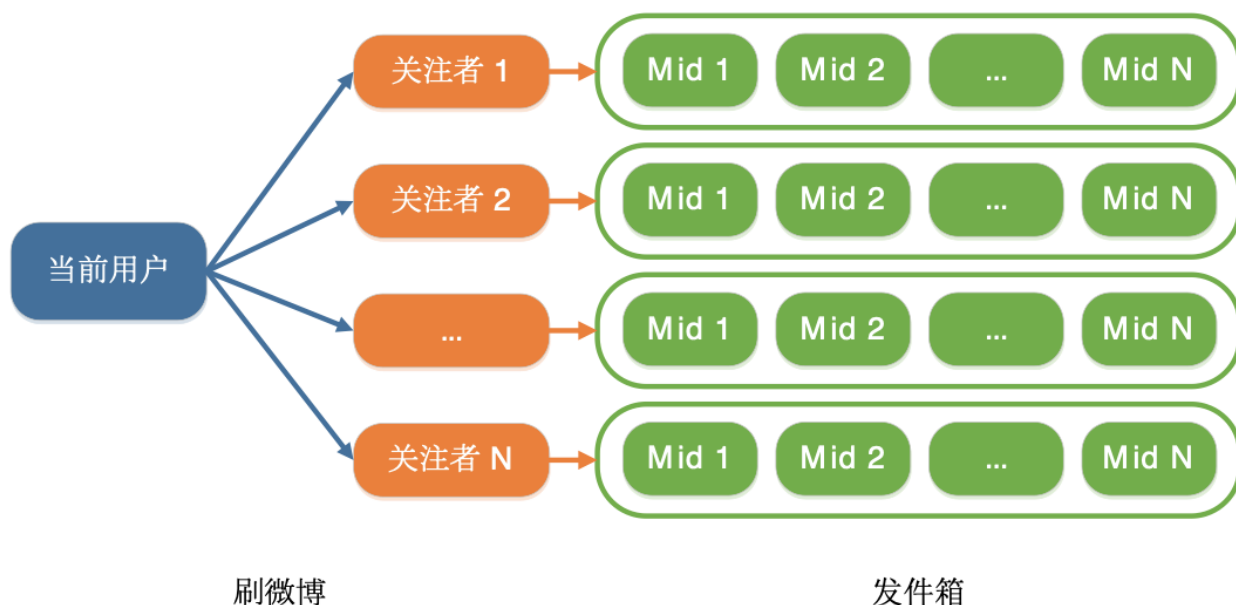 关注者 1 Mid 1 Mid 2 ... Mid N
关注者 2 Mid 1 Mid 2 ... Mid N
当前用户
... Mid 1 Mid 2 ... Mid N
关注者 N Mid 1 Mid 2 ... Mid N
刷微博 发件箱